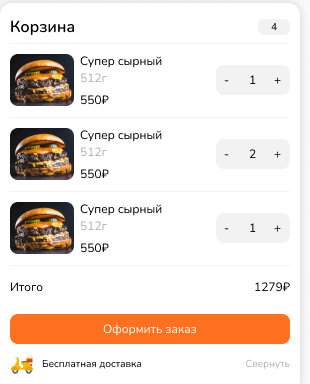 Корзина 4
Супер сырный
512г
550₽
- 1 +
Супер сырный
512г
550₽
- 2 +
Супер сырный
512г
550₽
- 1 +
Итого 1279₽
Оформить заказ
Бесплатная доставка Свернуть